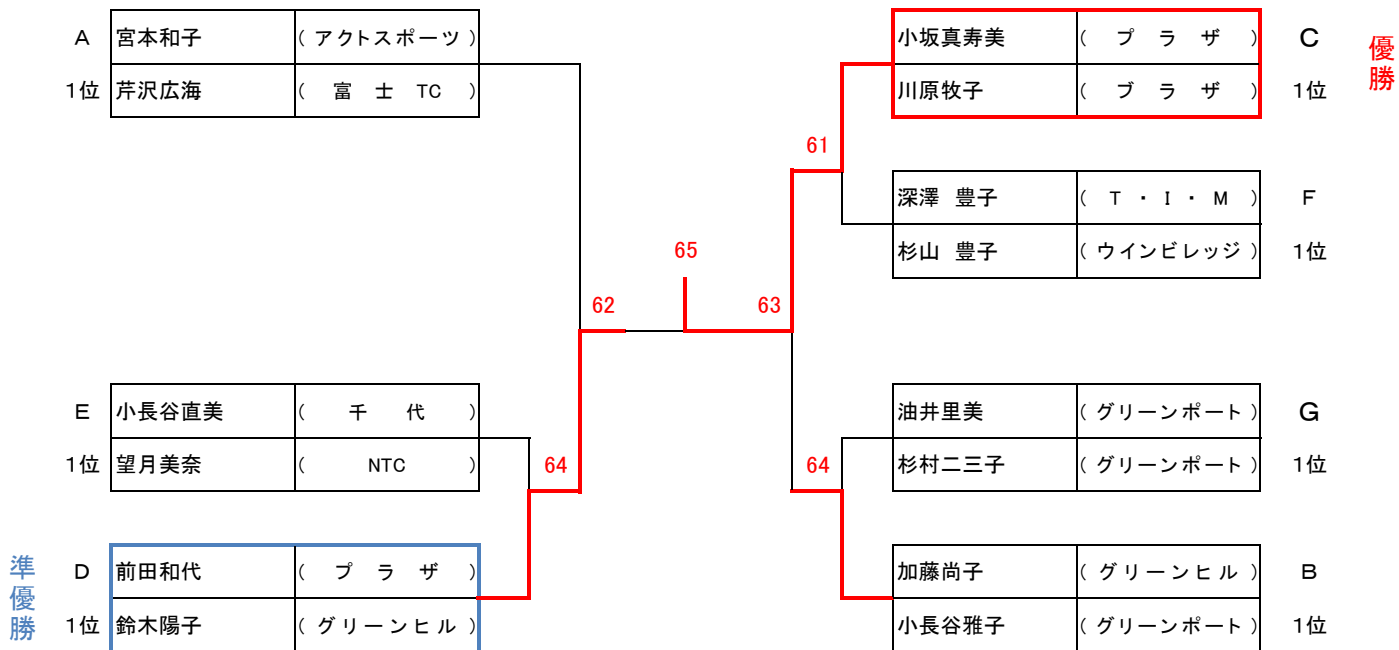 A 宮本和子 ( アクトスポーツ )
1位 芹沢広海 ( 富 士 TC )
小坂真寿美 ( プ ラ ザ ) C
川原牧子 ( プ ラ ザ ) 1位
優勝
61
深澤 豊子 ( T ・ I ・ M ) F
杉山 豊子 ( ウインビレッジ ) 1位
65
62
63
E 小長谷直美 ( 千 代 )
1位 望月美奈 ( NTC )
64
油井里美 ( グリーンポート ) G
杉村二三子 ( グリーンポート ) 1位
64
準優勝
D 前田和代 ( プ ラ ザ )
1位 鈴木陽子 ( グリーンヒル )
加藤尚子 ( グリーンヒル ) B
小長谷雅子 ( グリーンポート ) 1位